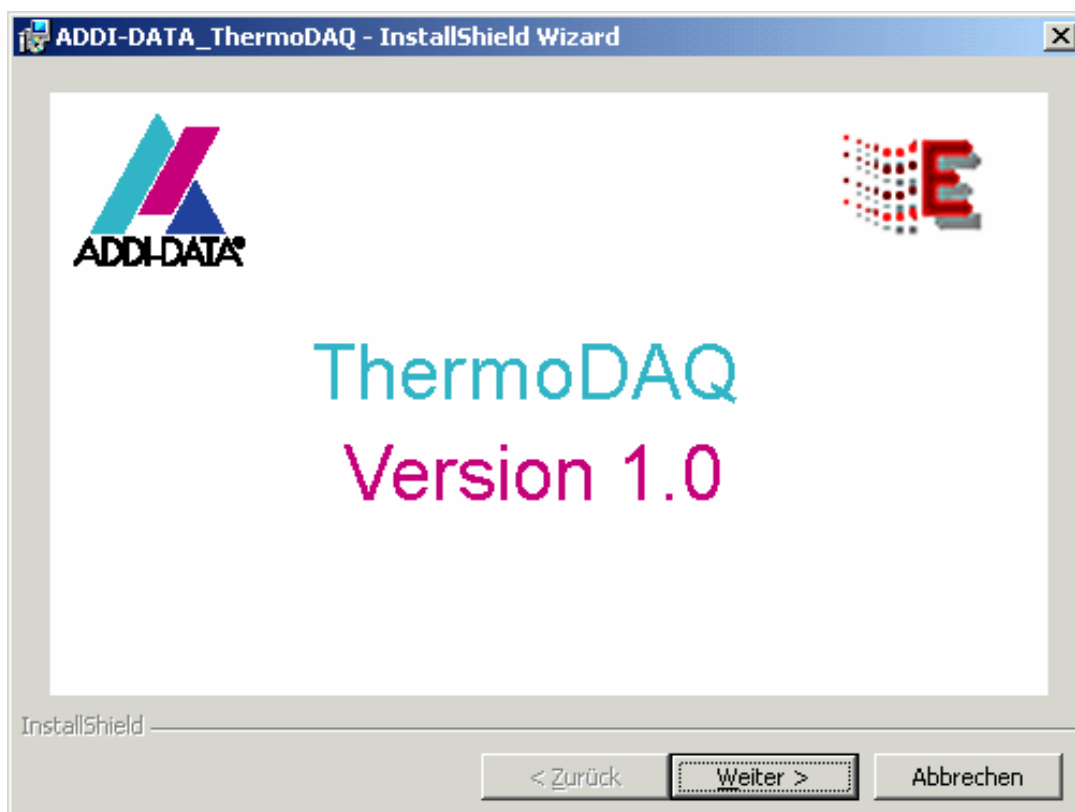 ADDI-DATA_ThermoDAQ - InstallShield Wizard
ADDI-DATA®
E
ThermoDAQ
Version 1.0
InstallShield
< Zurück Weiter > Abbrechen